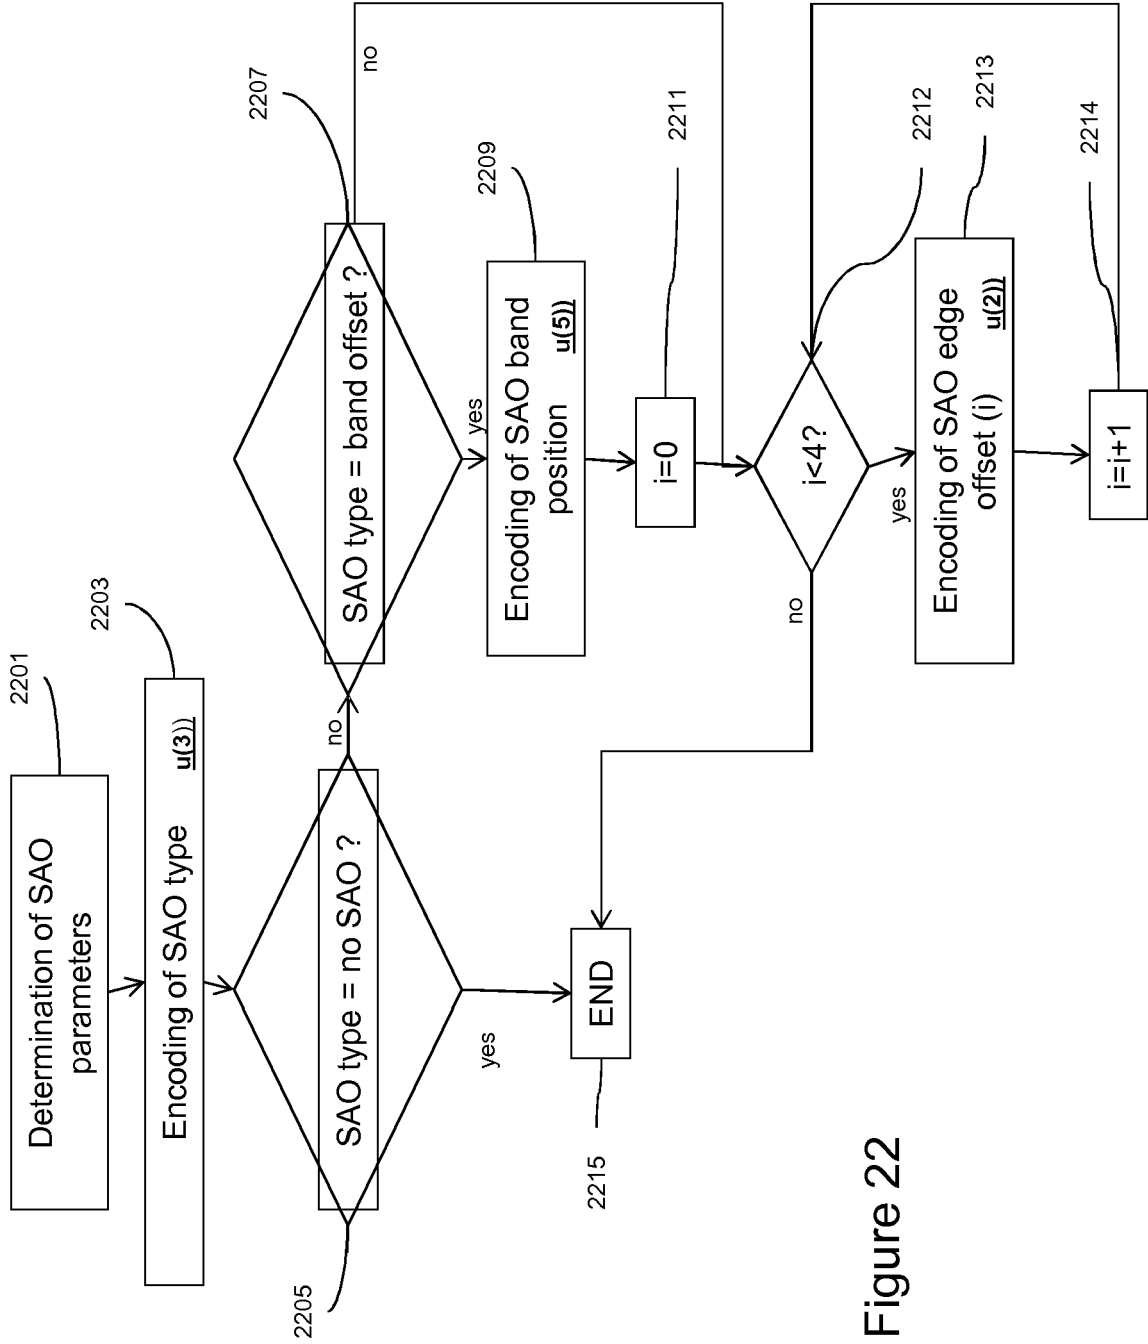 2201
Determination of SAO
parameters
2203
Encoding of SAO type
u(3))
2205
SAO type = no SAO ?
no
yes
2207
SAO type = band offset ?
no
yes
2209
Encoding of SAO band
position
u(5))
2211
i=0
2212
i<4?
no
yes
2213
Encoding of SAO edge
offset (i)
u(2))
2214
i=i+1
END
2215
Figure 22